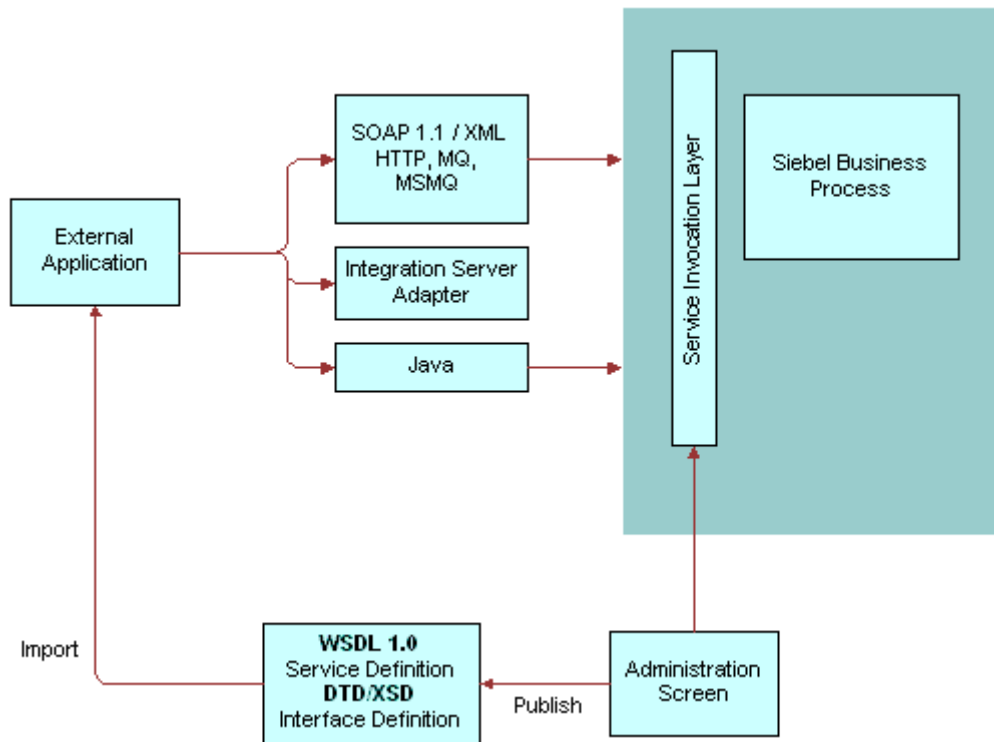 SOAP 1.1 / XML
HTTP, MQ,
MSMQ
Siebel Business
Process
Service Invocation Layer
External
Application
Integration Server
Adapter
Java
Import
WSDL 1.0
Service Definition
DTD/XSD
Interface Definition
Publish
Administration
Screen